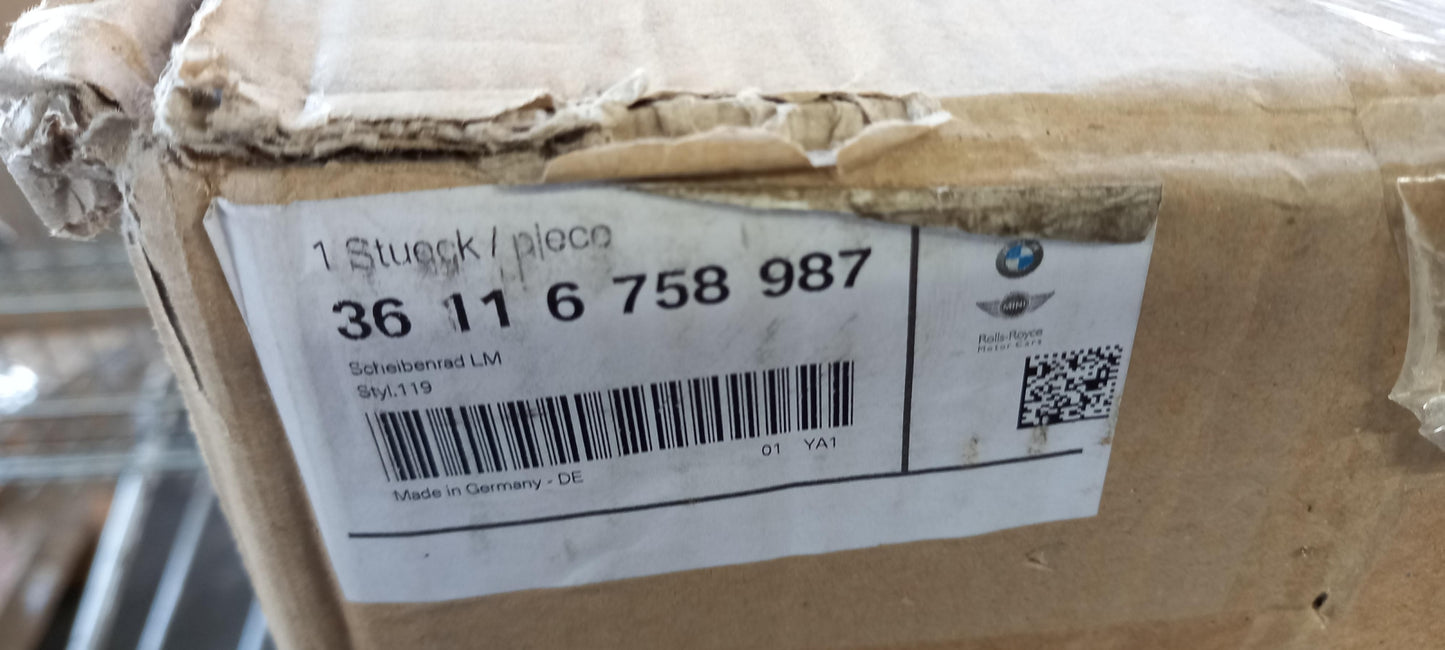 1 Stueck / piece
36 11 6 758 987
Scheibenrad LM
Styl.119
01 YA1
Made in Germany - DE
MINI
Rolls-Royce
Motor Cars